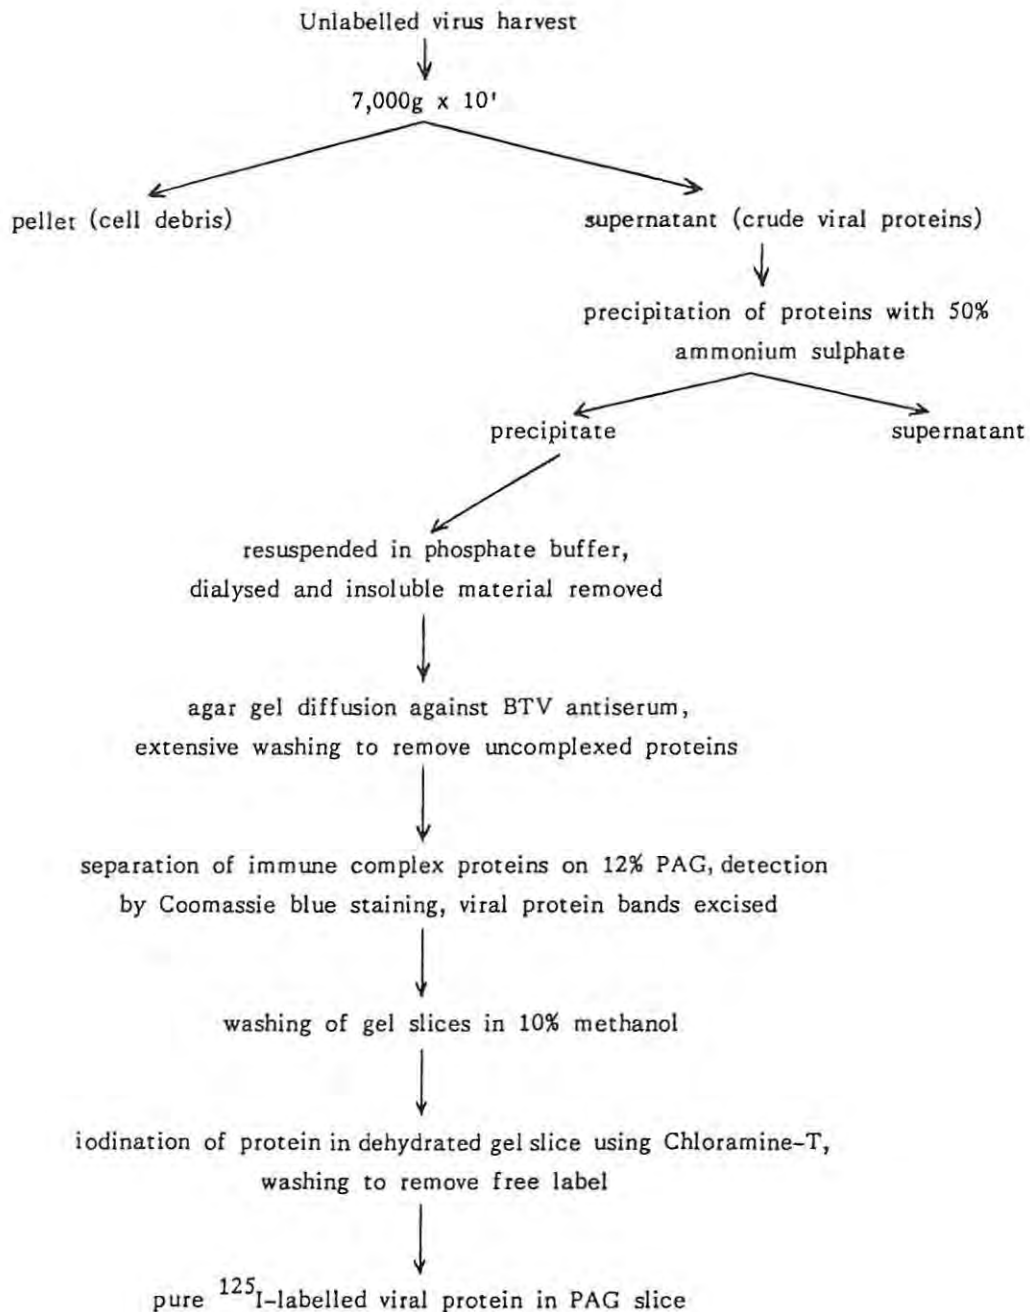 Unlabelled virus harvest
7,000g x 10'
pellet (cell debris)
supernatant (crude viral proteins)
precipitation of proteins with 50%
ammonium sulphate
precipitate
supernatant
resuspended in phosphate buffer,
dialysed and insoluble material removed
agar gel diffusion against BTV antiserum,
extensive washing to remove uncomplexed proteins
separation of immune complex proteins on 12% PAG, detection
by Coomassie blue staining, viral protein bands excised
washing of gel slices in 10% methanol
iodination of protein in dehydrated gel slice using Chloramine-T,
washing to remove free label
pure ¹²⁵I-labelled viral protein in PAG slice